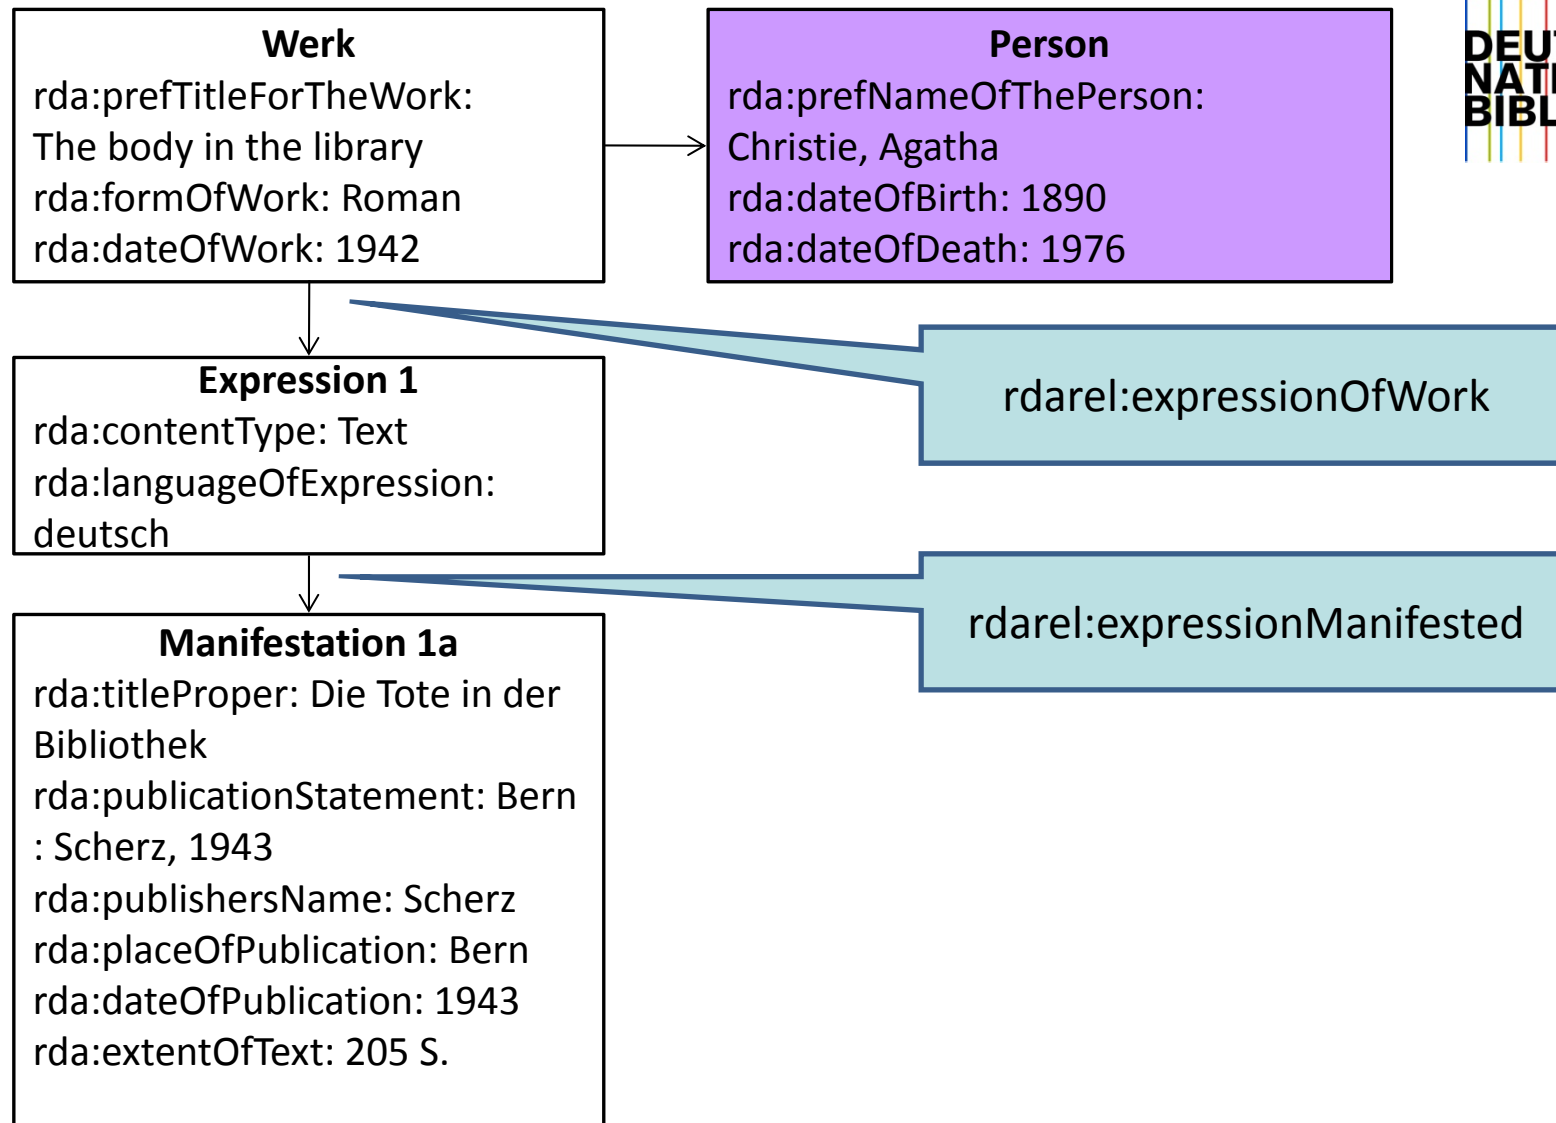 Werk
rda:prefTitleForTheWork:
The body in the library
rda:formOfWork: Roman
rda:dateOfWork: 1942
Person
rda:prefNameOfThePerson:
Christie, Agatha
rda:dateOfBirth: 1890
rda:dateOfDeath: 1976
rdarel:expressionOfWork
Expression 1
rda:contentType: Text
rda:languageOfExpression:
deutsch
rdarel:expressionManifested
Manifestation 1a
rda:titleProper: Die Tote in der
Bibliothek
rda:publicationStatement: Bern
: Scherz, 1943
rda:publishersName: Scherz
rda:placeOfPublication: Bern
rda:dateOfPublication: 1943
rda:extentOfText: 205 S.